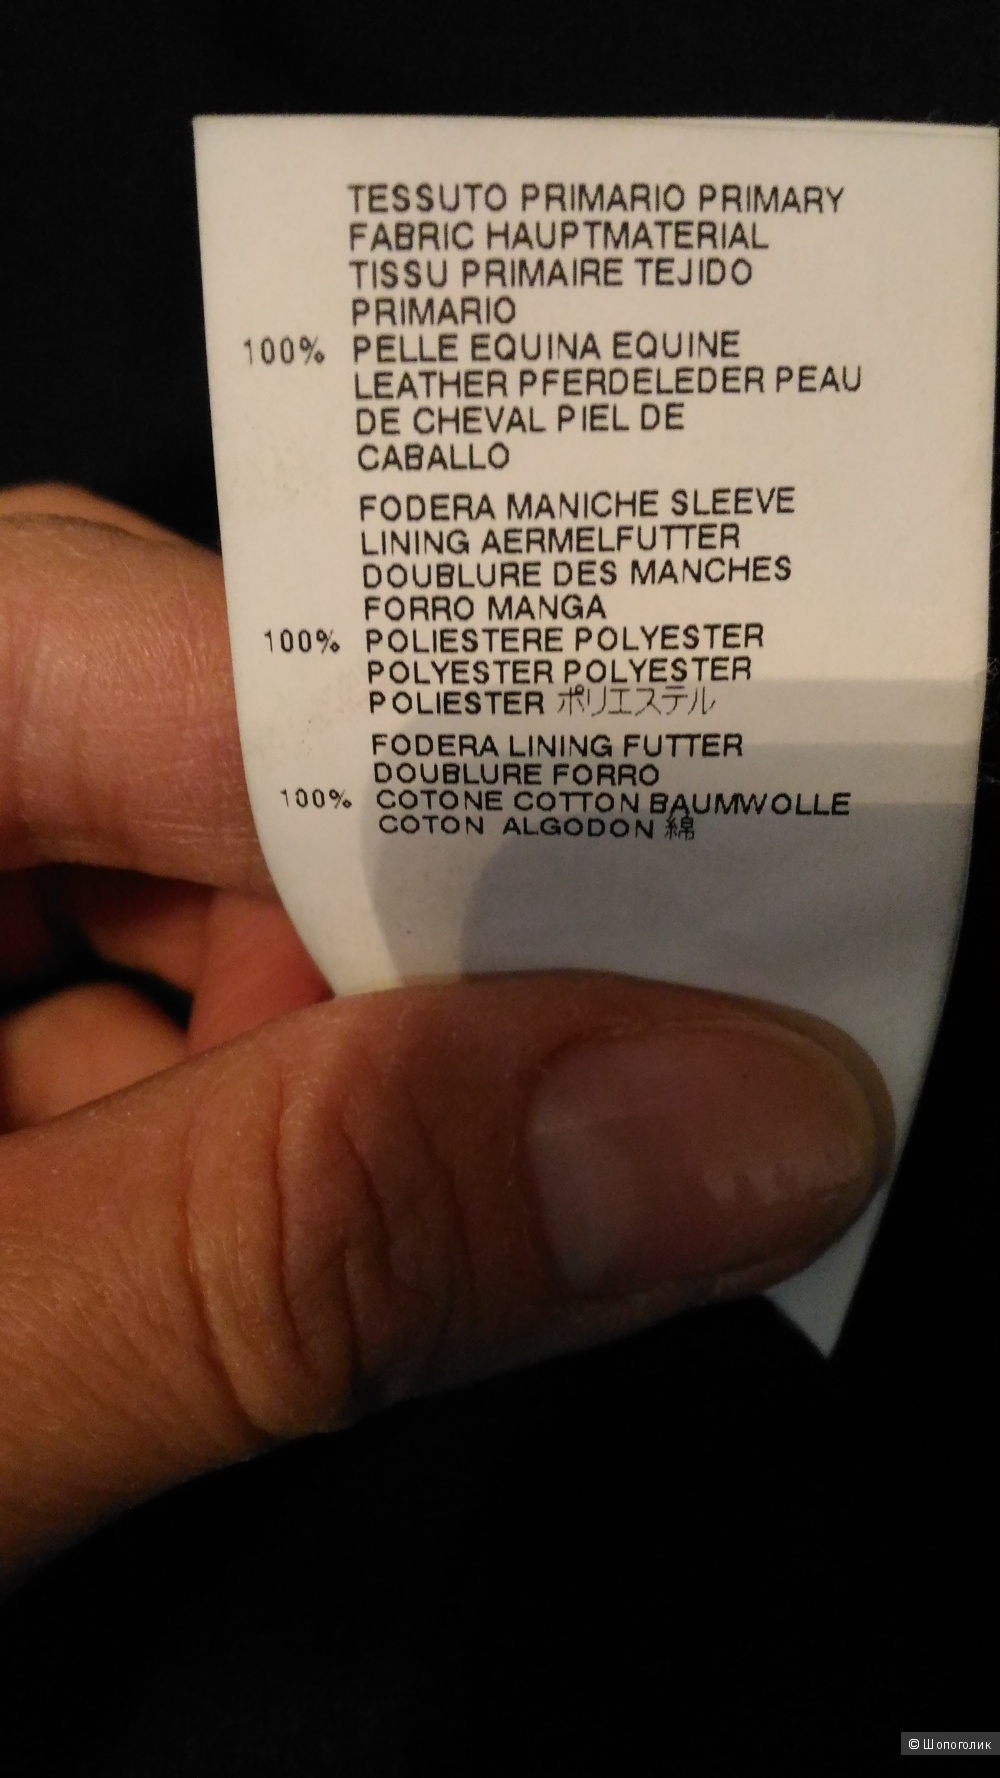 TESSUTO PRIMARIO PRIMARY
FABRIC HAUPTMATERIAL
TISSU PRIMAIRE TEJIDO
PRIMARIO
100% PELLE EQUINA EQUINE
LEATHER PFERDELEDER PEAU
DE CHEVAL PIEL DE
CABALLO
FODERA MANICHE SLEEVE
LINING AERMELFUTTER
DOUBLURE DES MANCHES
FORRO MANGA
100% POLIESTERE POLYESTER
POLYESTER POLYESTER
POLIESTER ポリエステル
FODERA LINING FUTTER
DOUBLURE FORRO
100% COTONE COTTON BAUMWOLLE
COTON ALGODON 綿
© Шопоголик